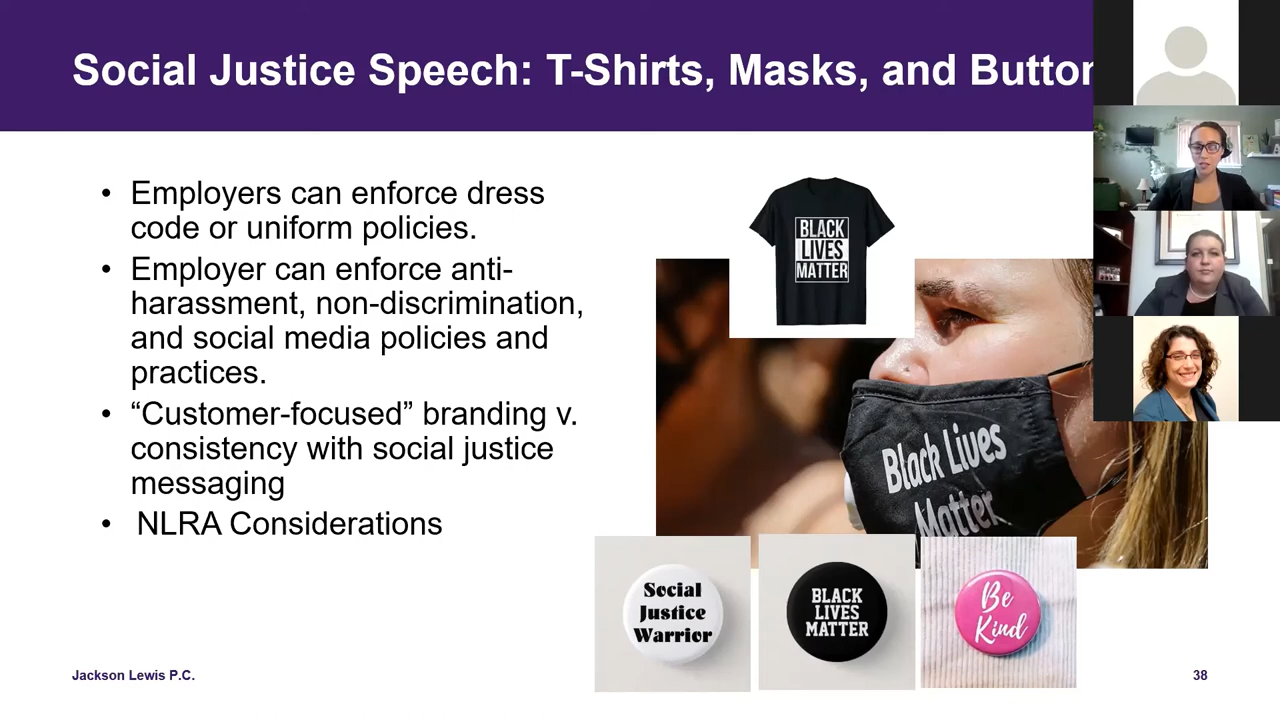 Social Justice Speech: T-Shirts, Masks, and Button
• Employers can enforce dress
code or uniform policies.
• Employer can enforce anti-
harassment, non-discrimination,
and social media policies and
practices.
• “Customer-focused” branding v.
consistency with social justice
messaging
• NLRA Considerations
BLACK
LIVES
MATTER
Black Lives
Matter
Social
Justice
Warrior
BLACK
LIVES
MATTER
Be
Kind
Jackson Lewis P.C.
38